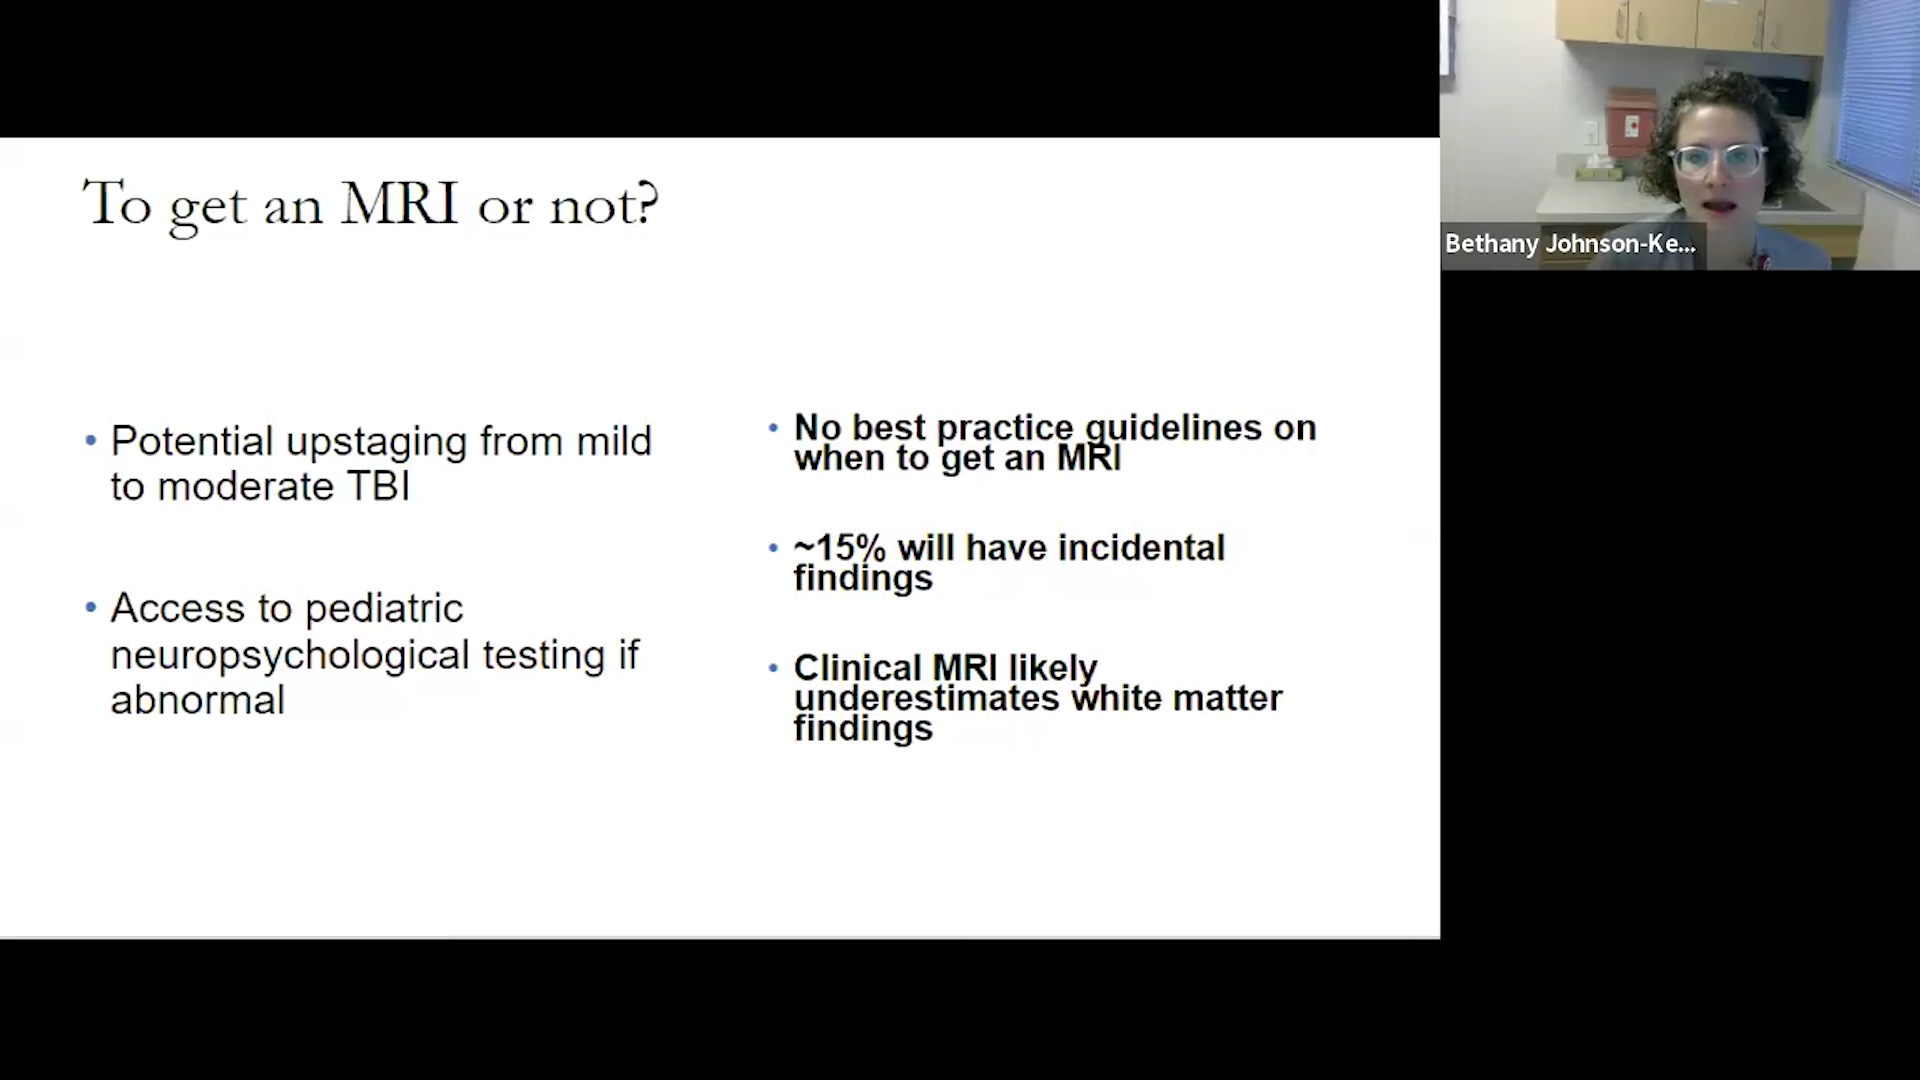 To get an MRI or not?
• Potential upstaging from mild
to moderate TBI
• Access to pediatric
neuropsychological testing if
abnormal
• No best practice guidelines on
when to get an MRI
• ~15% will have incidental
findings
• Clinical MRI likely
underestimates white matter
findings
Bethany Johnson-Ke...